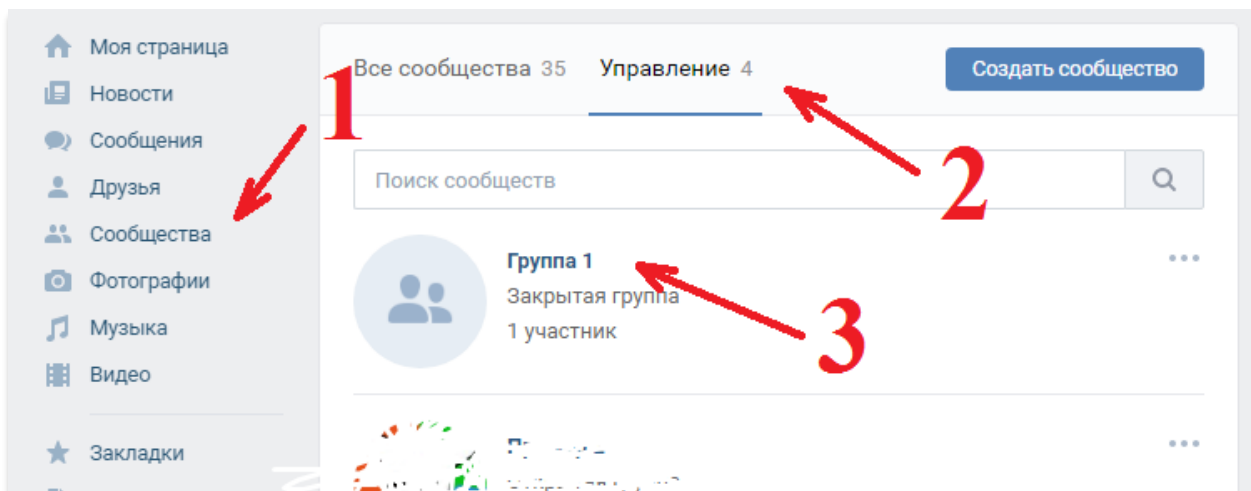 Моя страница
Новости
Сообщения
Друзья
Сообщества
Фотографии
Музыка
Видео
Закладки
Все сообщества 35 Управление 4
Создать сообщество
Поиск сообществ
Группа 1
Закрытая группа
1 участник
1
2
3